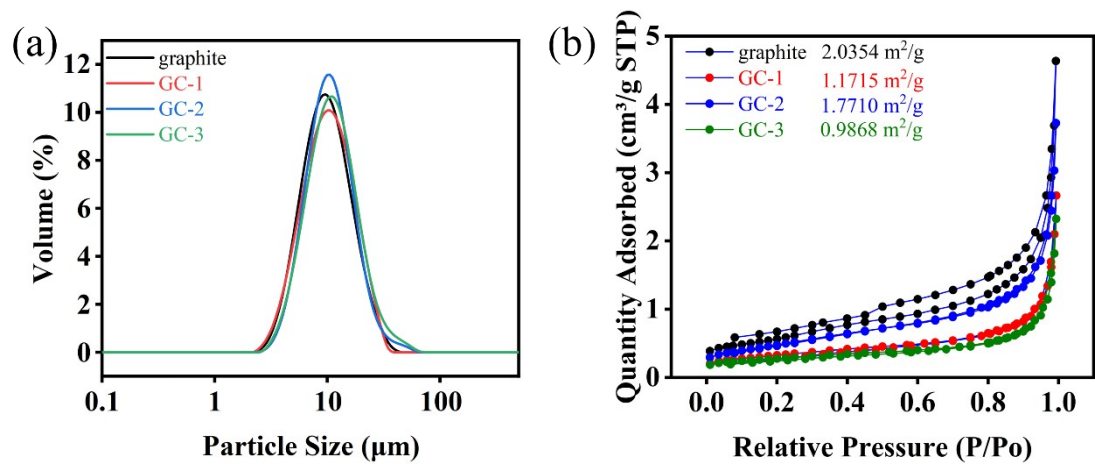 (a)
graphite
GC-1
GC-2
GC-3
12
10
8
6
4
2
0
Volume (%)
0.1 1 10 100
Particle Size (μm)
(b)
graphite 2.0354 m²/g
GC-1 1.1715 m²/g
GC-2 1.7710 m²/g
GC-3 0.9868 m²/g
5
4
3
2
1
0
Quantity Adsorbed (cm³/g STP)
0.0 0.2 0.4 0.6 0.8 1.0
Relative Pressure (P/Po)